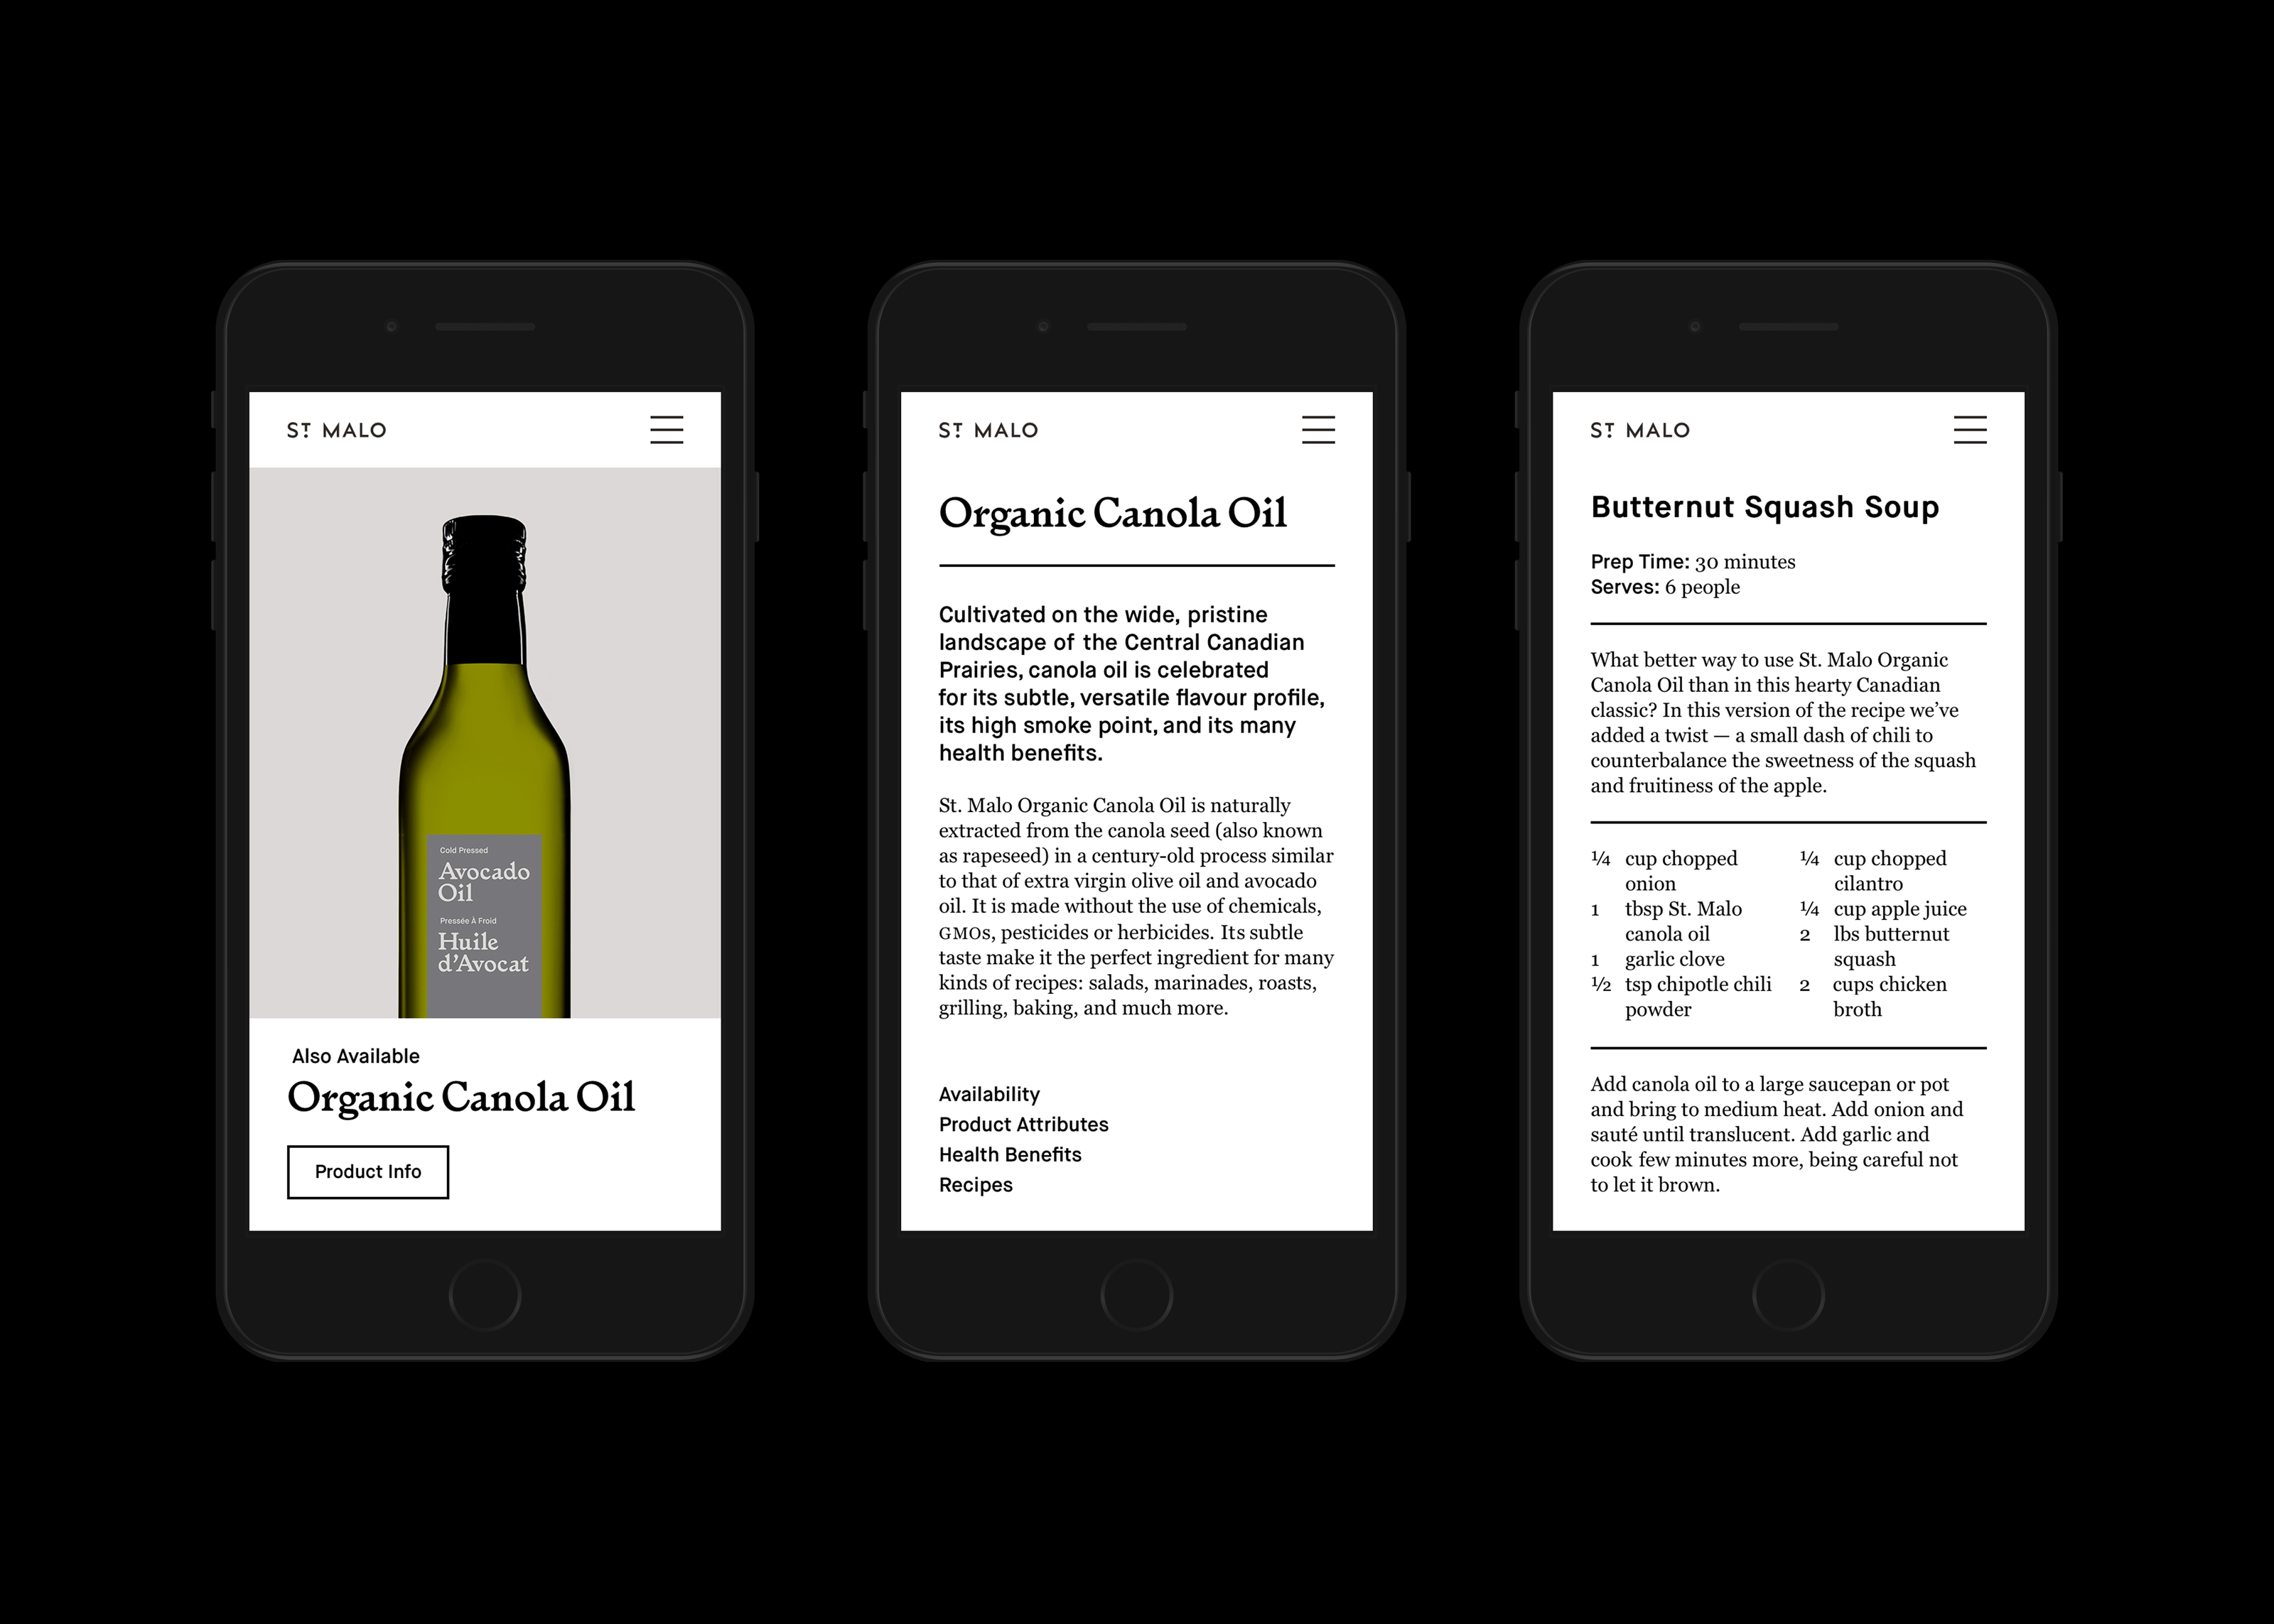 ST MALO
Cold Pressed
Avocado
Oil
Pressée À Froid
Huile
d’Avocat
Also Available
Organic Canola Oil
Product Info
ST MALO
Organic Canola Oil
Cultivated on the wide, pristine
landscape of the Central Canadian
Prairies, canola oil is celebrated
for its subtle, versatile flavour profile,
its high smoke point, and its many
health benefits.
St. Malo Organic Canola Oil is naturally
extracted from the canola seed (also known
as rapeseed) in a century-old process similar
to that of extra virgin olive oil and avocado
oil. It is made without the use of chemicals,
GMOs, pesticides or herbicides. Its subtle
taste make it the perfect ingredient for many
kinds of recipes: salads, marinades, roasts,
grilling, baking, and much more.
Availability
Product Attributes
Health Benefits
Recipes
ST MALO
Butternut Squash Soup
Prep Time: 30 minutes
Serves: 6 people
What better way to use St. Malo Organic
Canola Oil than in this hearty Canadian
classic? In this version of the recipe we’ve
added a twist — a small dash of chili to
counterbalance the sweetness of the squash
and fruitiness of the apple.
¼ cup chopped
onion
1 tbsp St. Malo
canola oil
1 garlic clove
½ tsp chipotle chili
powder
¼ cup chopped
cilantro
¼ cup apple juice
2 lbs butternut
squash
2 cups chicken
broth
Add canola oil to a large saucepan or pot
and bring to medium heat. Add onion and
sauté until translucent. Add garlic and
cook few minutes more, being careful not
to let it brown.